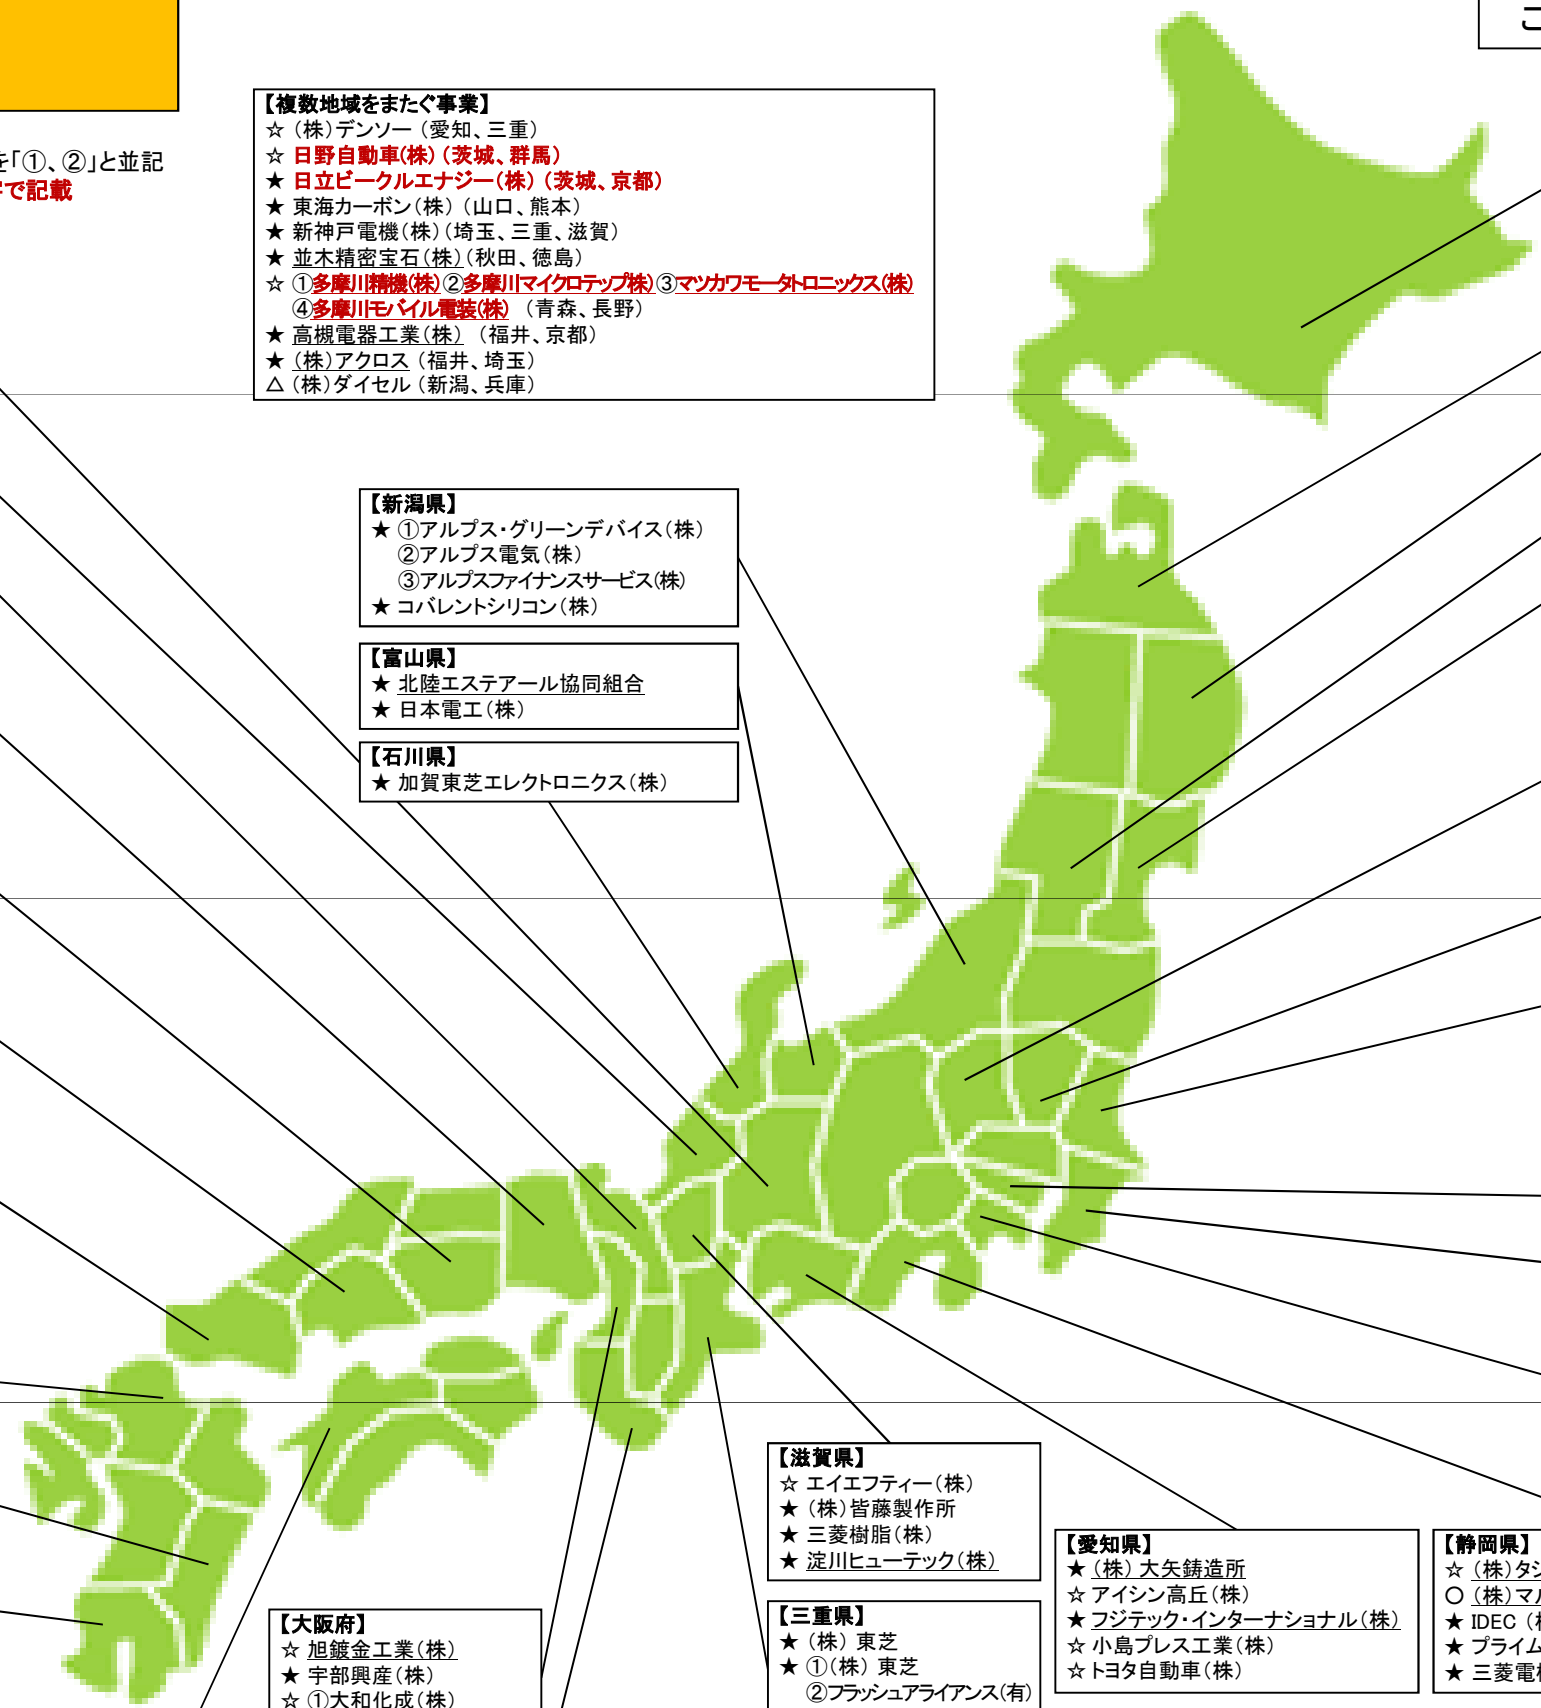 を「①、②」と並記
で記載
【複数地域をまたぐ事業】
☆ (株)デンソー (愛知、三重)
☆ 日野自動車(株) (茨城、群馬)
★ 日立ビークルエナジー(株) (茨城、京都)
★ 東海カーボン(株) (山口、熊本)
★ 新神戸電機(株) (埼玉、三重、滋賀)
★ 並木精密宝石(株) (秋田、徳島)
☆ ①多摩川精機(株) ②多摩川マイクロテップ株) ③マツカワモータトロニックス(株)
④多摩川モバイル電装(株) (青森、長野)
★ 高槻電器工業(株) (福井、京都)
★ (株)アクロス (福井、埼玉)
△ (株)ダイセル (新潟、兵庫)
【新潟県】
★ ①アルプス・グリーンデバイス(株)
②アルプス電気(株)
③アルプスファイナンスサービス(株)
★ コバレントシリコン(株)
【富山県】
★ 北陸エステアール協同組合
★ 日本電工(株)
【石川県】
★ 加賀東芝エレクトロニクス(株)
【滋賀県】
☆ エイエフティー(株)
★ (株)皆藤製作所
★ 三菱樹脂(株)
★ 淀川ヒューテック(株)
【愛知県】
★ (株) 大矢鋳造所
☆ アイシン高丘(株)
★ フジテック・インターナショナル(株)
☆ 小島プレス工業(株)
☆ トヨタ自動車(株)
【静岡県】
☆ (株)タジ
○ (株)マル
★ IDEC (株
★ プライム
★ 三菱電機
【三重県】
★ (株) 東芝
★ ①(株) 東芝
②フラッシュアライアンス(有)
【大阪府】
☆ 旭鍍金工業(株)
★ 宇部興産(株)
☆ ①大和化成(株)